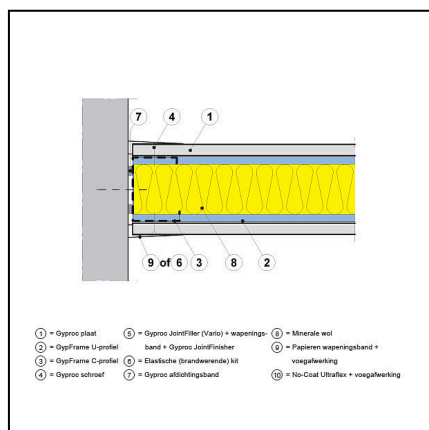 7 4 1
9 of 6 3 8 2
1 = Gyproc plaat
2 = GypFrame U-profiel
3 = GypFrame C-profiel
4 = Gyproc schroef
5 = Gyproc JointFiller (Vario) + wapenings-
band + Gyproc JointFinisher
6 = Elastische (brandwerende) kit
7 = Gyproc afdichtingsband
8 = Minerale wol
9 = Papieren wapeningsband +
voegafwerking
10 = No-Coat Ultraflex + voegafwerking